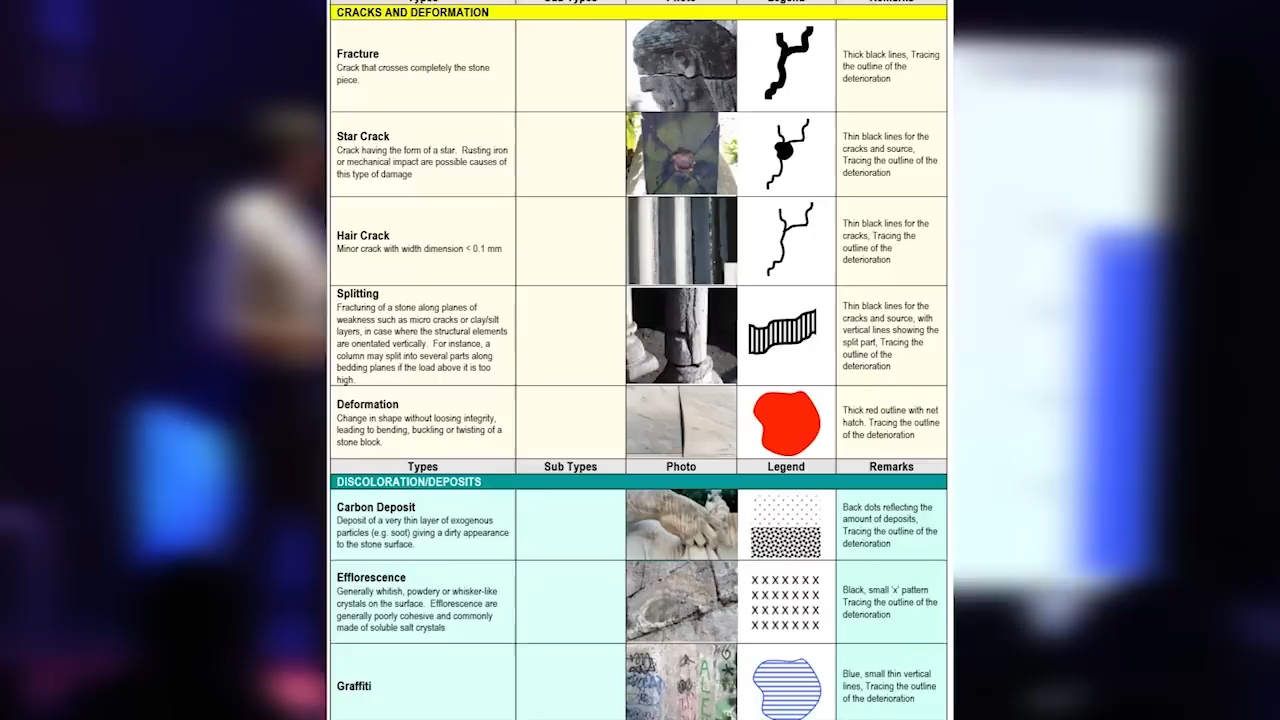 Types Sub Types Photo Legend Remarks
CRACKS AND DEFORMATION
Fracture
Crack that crosses completely the stone
piece.
Thick black lines, Tracing
the outline of the
deterioration
Star Crack
Crack having the form of a star. Rusting iron
or mechanical impact are possible causes of
this type of damage
Thin black lines for the
cracks and source,
Tracing the outline of the
deterioration
Hair Crack
Minor crack with width dimension < 0.1 mm
Thin black lines for the
cracks, Tracing the
outline of the
deterioration
Splitting
Fracturing of a stone along planes of
weakness such as micro cracks or clay/silt
layers, in case where the structural elements
are orientated vertically. For instance, a
column may split into several parts along
bedding planes if the load above it is too
high.
Thin black lines for the
cracks and source, with
vertical lines showing the
split part, Tracing the
outline of the
deterioration
Deformation
Change in shape without loosing integrity,
leading to bending, buckling or twisting of a
stone block.
Thick red outline with net
hatch. Tracing the outline
of the deterioration
Types Sub Types Photo Legend Remarks
DISCOLORATION/DEPOSITS
Carbon Deposit
Deposit of a very thin layer of exogenous
particles (e.g. soot) giving a dirty appearance
to the stone surface.
Back dots reflecting the
amount of deposits,
Tracing the outline of the
deterioration
Efflorescence
Generally whitish, powdery or whisker-like
crystals on the surface. Efflorescence are
generally poorly cohesive and commonly
made of soluble salt crystals
X X X X X X X
X X X X X X X
X X X X X X X
X X X X X X X
Black, small 'x' pattern
Tracing the outline of the
deterioration
Graffiti
Blue, small thin vertical
lines, Tracing the outline
of the deterioration